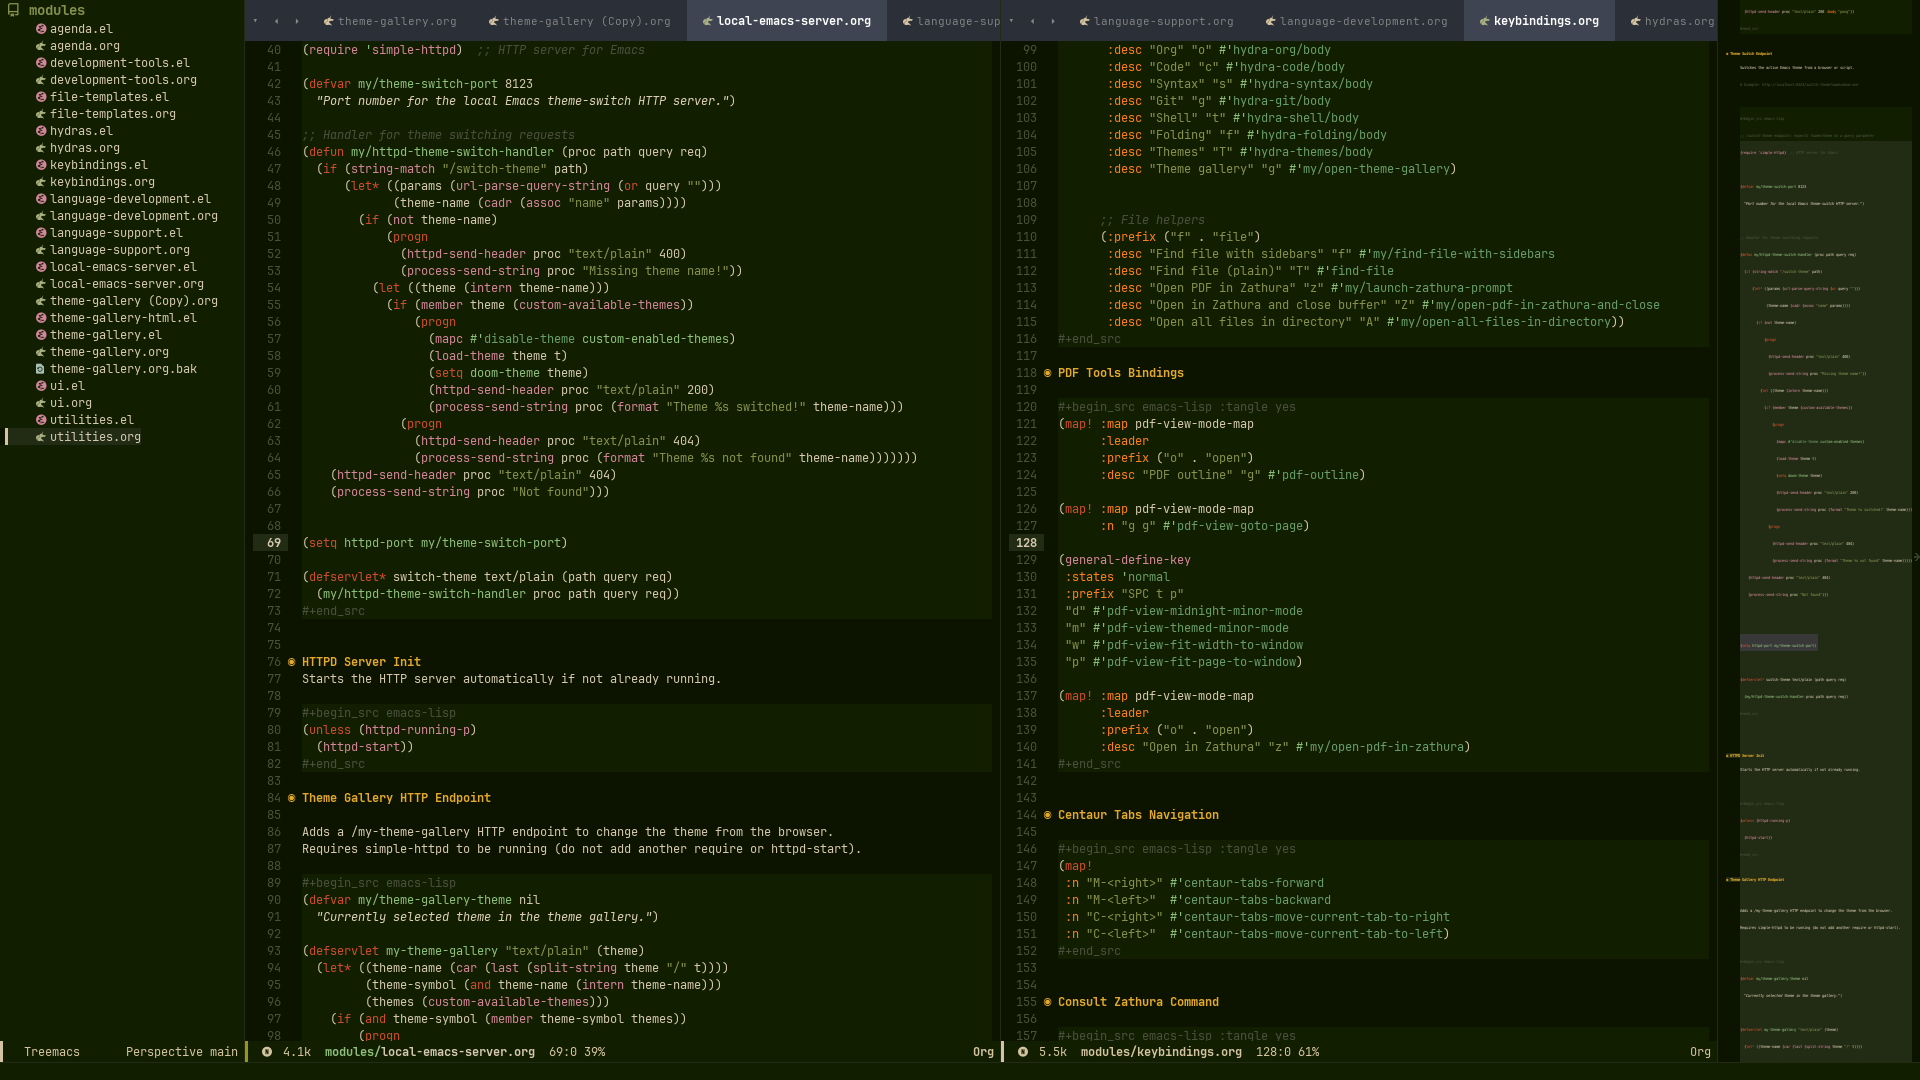 modules
agenda.el
agenda.org
development-tools.el
development-tools.org
file-templates.el
file-templates.org
hydras.el
hydras.org
keybindings.el
keybindings.org
language-development.el
language-development.org
language-support.el
language-support.org
local-emacs-server.el
local-emacs-server.org
theme-gallery (Copy).org
theme-gallery-html.el
theme-gallery.el
theme-gallery.org
theme-gallery.org.bak
ui.el
ui.org
utilities.el
utilities.org
Treemacs Perspective main
theme-gallery.org theme-gallery (Copy).org local-emacs-server.org language-sup
40 (require 'simple-httpd)  ;; HTTP server for Emacs
41
42 (defvar my/theme-switch-port 8123
43   "Port number for the local Emacs theme-switch HTTP server.")
44
45 ;; Handler for theme switching requests
46 (defun my/httpd-theme-switch-handler (proc path query req)
47   (if (string-match "/switch-theme" path)
48       (let* ((params (url-parse-query-string (or query "")))
49              (theme-name (cadr (assoc "name" params))))
50         (if (not theme-name)
51             (progn
52               (httpd-send-header proc "text/plain" 400)
53               (process-send-string proc "Missing theme name!"))
54           (let ((theme (intern theme-name)))
55             (if (member theme (custom-available-themes))
56                 (progn
57                   (mapc #'disable-theme custom-enabled-themes)
58                   (load-theme theme t)
59                   (setq doom-theme theme)
60                   (httpd-send-header proc "text/plain" 200)
61                   (process-send-string proc (format "Theme %s switched!" theme-name)))
62               (progn
63                 (httpd-send-header proc "text/plain" 404)
64                 (process-send-string proc (format "Theme %s not found" theme-name)))))))
65     (httpd-send-header proc "text/plain" 404)
66     (process-send-string proc "Not found")))
67
68
69 (setq httpd-port my/theme-switch-port)
70
71 (defservlet* switch-theme text/plain (path query req)
72   (my/httpd-theme-switch-handler proc path query req))
73 #+end_src
74
75
76 ◉ HTTPD Server Init
77 Starts the HTTP server automatically if not already running.
78
79 #+begin_src emacs-lisp
80 (unless (httpd-running-p)
81   (httpd-start))
82 #+end_src
83
84 ◉ Theme Gallery HTTP Endpoint
85
86 Adds a /my-theme-gallery HTTP endpoint to change the theme from the browser.
87 Requires simple-httpd to be running (do not add another require or httpd-start).
88
89 #+begin_src emacs-lisp
90 (defvar my/theme-gallery-theme nil
91   "Currently selected theme in the theme gallery.")
92
93 (defservlet my-theme-gallery "text/plain" (theme)
94   (let* ((theme-name (car (last (split-string theme "/" t))))
95          (theme-symbol (and theme-name (intern theme-name)))
96          (themes (custom-available-themes)))
97     (if (and theme-symbol (member theme-symbol themes))
98         (progn
4.1k modules/local-emacs-server.org 69:0 39% Org
language-support.org language-development.org keybindings.org hydras.org
99        :desc "Org" "o" #'hydra-org/body
100        :desc "Code" "c" #'hydra-code/body
101        :desc "Syntax" "s" #'hydra-syntax/body
102        :desc "Git" "g" #'hydra-git/body
103        :desc "Shell" "t" #'hydra-shell/body
104        :desc "Folding" "f" #'hydra-folding/body
105        :desc "Themes" "T" #'hydra-themes/body
106        :desc "Theme gallery" "g" #'my/open-theme-gallery)
107
108
109       ;; File helpers
110       (:prefix ("f" . "file")
111        :desc "Find file with sidebars" "f" #'my/find-file-with-sidebars
112        :desc "Find file (plain)" "T" #'find-file
113        :desc "Open PDF in Zathura" "z" #'my/launch-zathura-prompt
114        :desc "Open in Zathura and close buffer" "Z" #'my/open-pdf-in-zathura-and-close
115        :desc "Open all files in directory" "A" #'my/open-all-files-in-directory))
116 #+end_src
117
118 ◉ PDF Tools Bindings
119
120 #+begin_src emacs-lisp :tangle yes
121 (map! :map pdf-view-mode-map
122       :leader
123       :prefix ("o" . "open")
124       :desc "PDF outline" "g" #'pdf-outline)
125
126 (map! :map pdf-view-mode-map
127       :n "g g" #'pdf-view-goto-page)
128
129 (general-define-key
130  :states 'normal
131  :prefix "SPC t p"
132  "d" #'pdf-view-midnight-minor-mode
133  "m" #'pdf-view-themed-minor-mode
134  "w" #'pdf-view-fit-width-to-window
135  "p" #'pdf-view-fit-page-to-window)
136
137 (map! :map pdf-view-mode-map
138       :leader
139       :prefix ("o" . "open")
140       :desc "Open in Zathura" "z" #'my/open-pdf-in-zathura)
141 #+end_src
142
143
144 ◉ Centaur Tabs Navigation
145
146 #+begin_src emacs-lisp :tangle yes
147 (map!
148  :n "M-<right>" #'centaur-tabs-forward
149  :n "M-<left>"  #'centaur-tabs-backward
150  :n "C-<right>" #'centaur-tabs-move-current-tab-to-right
151  :n "C-<left>"  #'centaur-tabs-move-current-tab-to-left)
152 #+end_src
153
154
155 ◉ Consult Zathura Command
156
157 #+begin_src emacs-lisp :tangle yes
5.5k modules/keybindings.org 128:0 61% Org